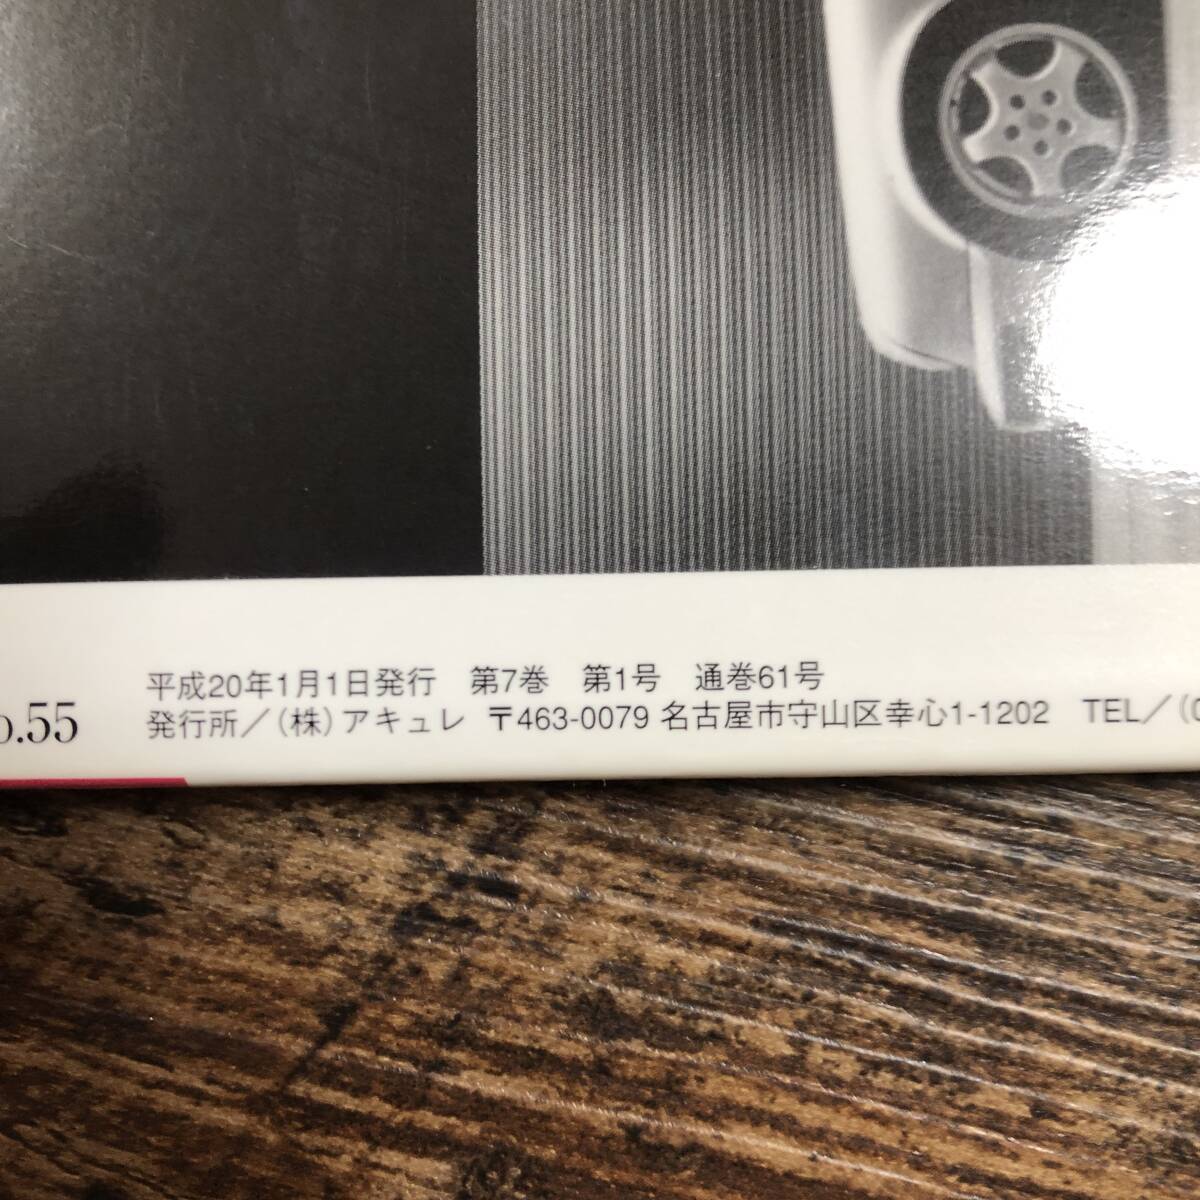 平成20年1月1日発行　第7巻　第1号　通巻61号
o.55
発行所／(株)アキュレ　〒463-0079 名古屋市守山区幸心1-1202　TEL／(0